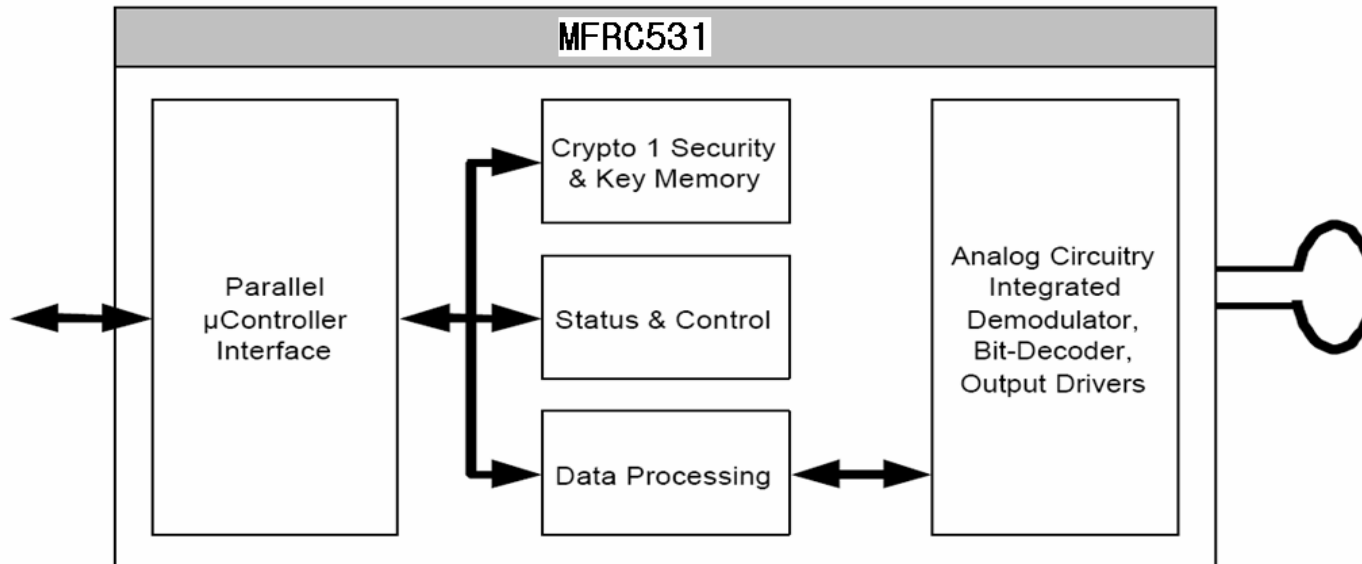 MFRC531
Parallel
µController
Interface
Crypto 1 Security
& Key Memory
Status & Control
Data Processing
Analog Circuitry
Integrated
Demodulator,
Bit-Decoder,
Output Drivers